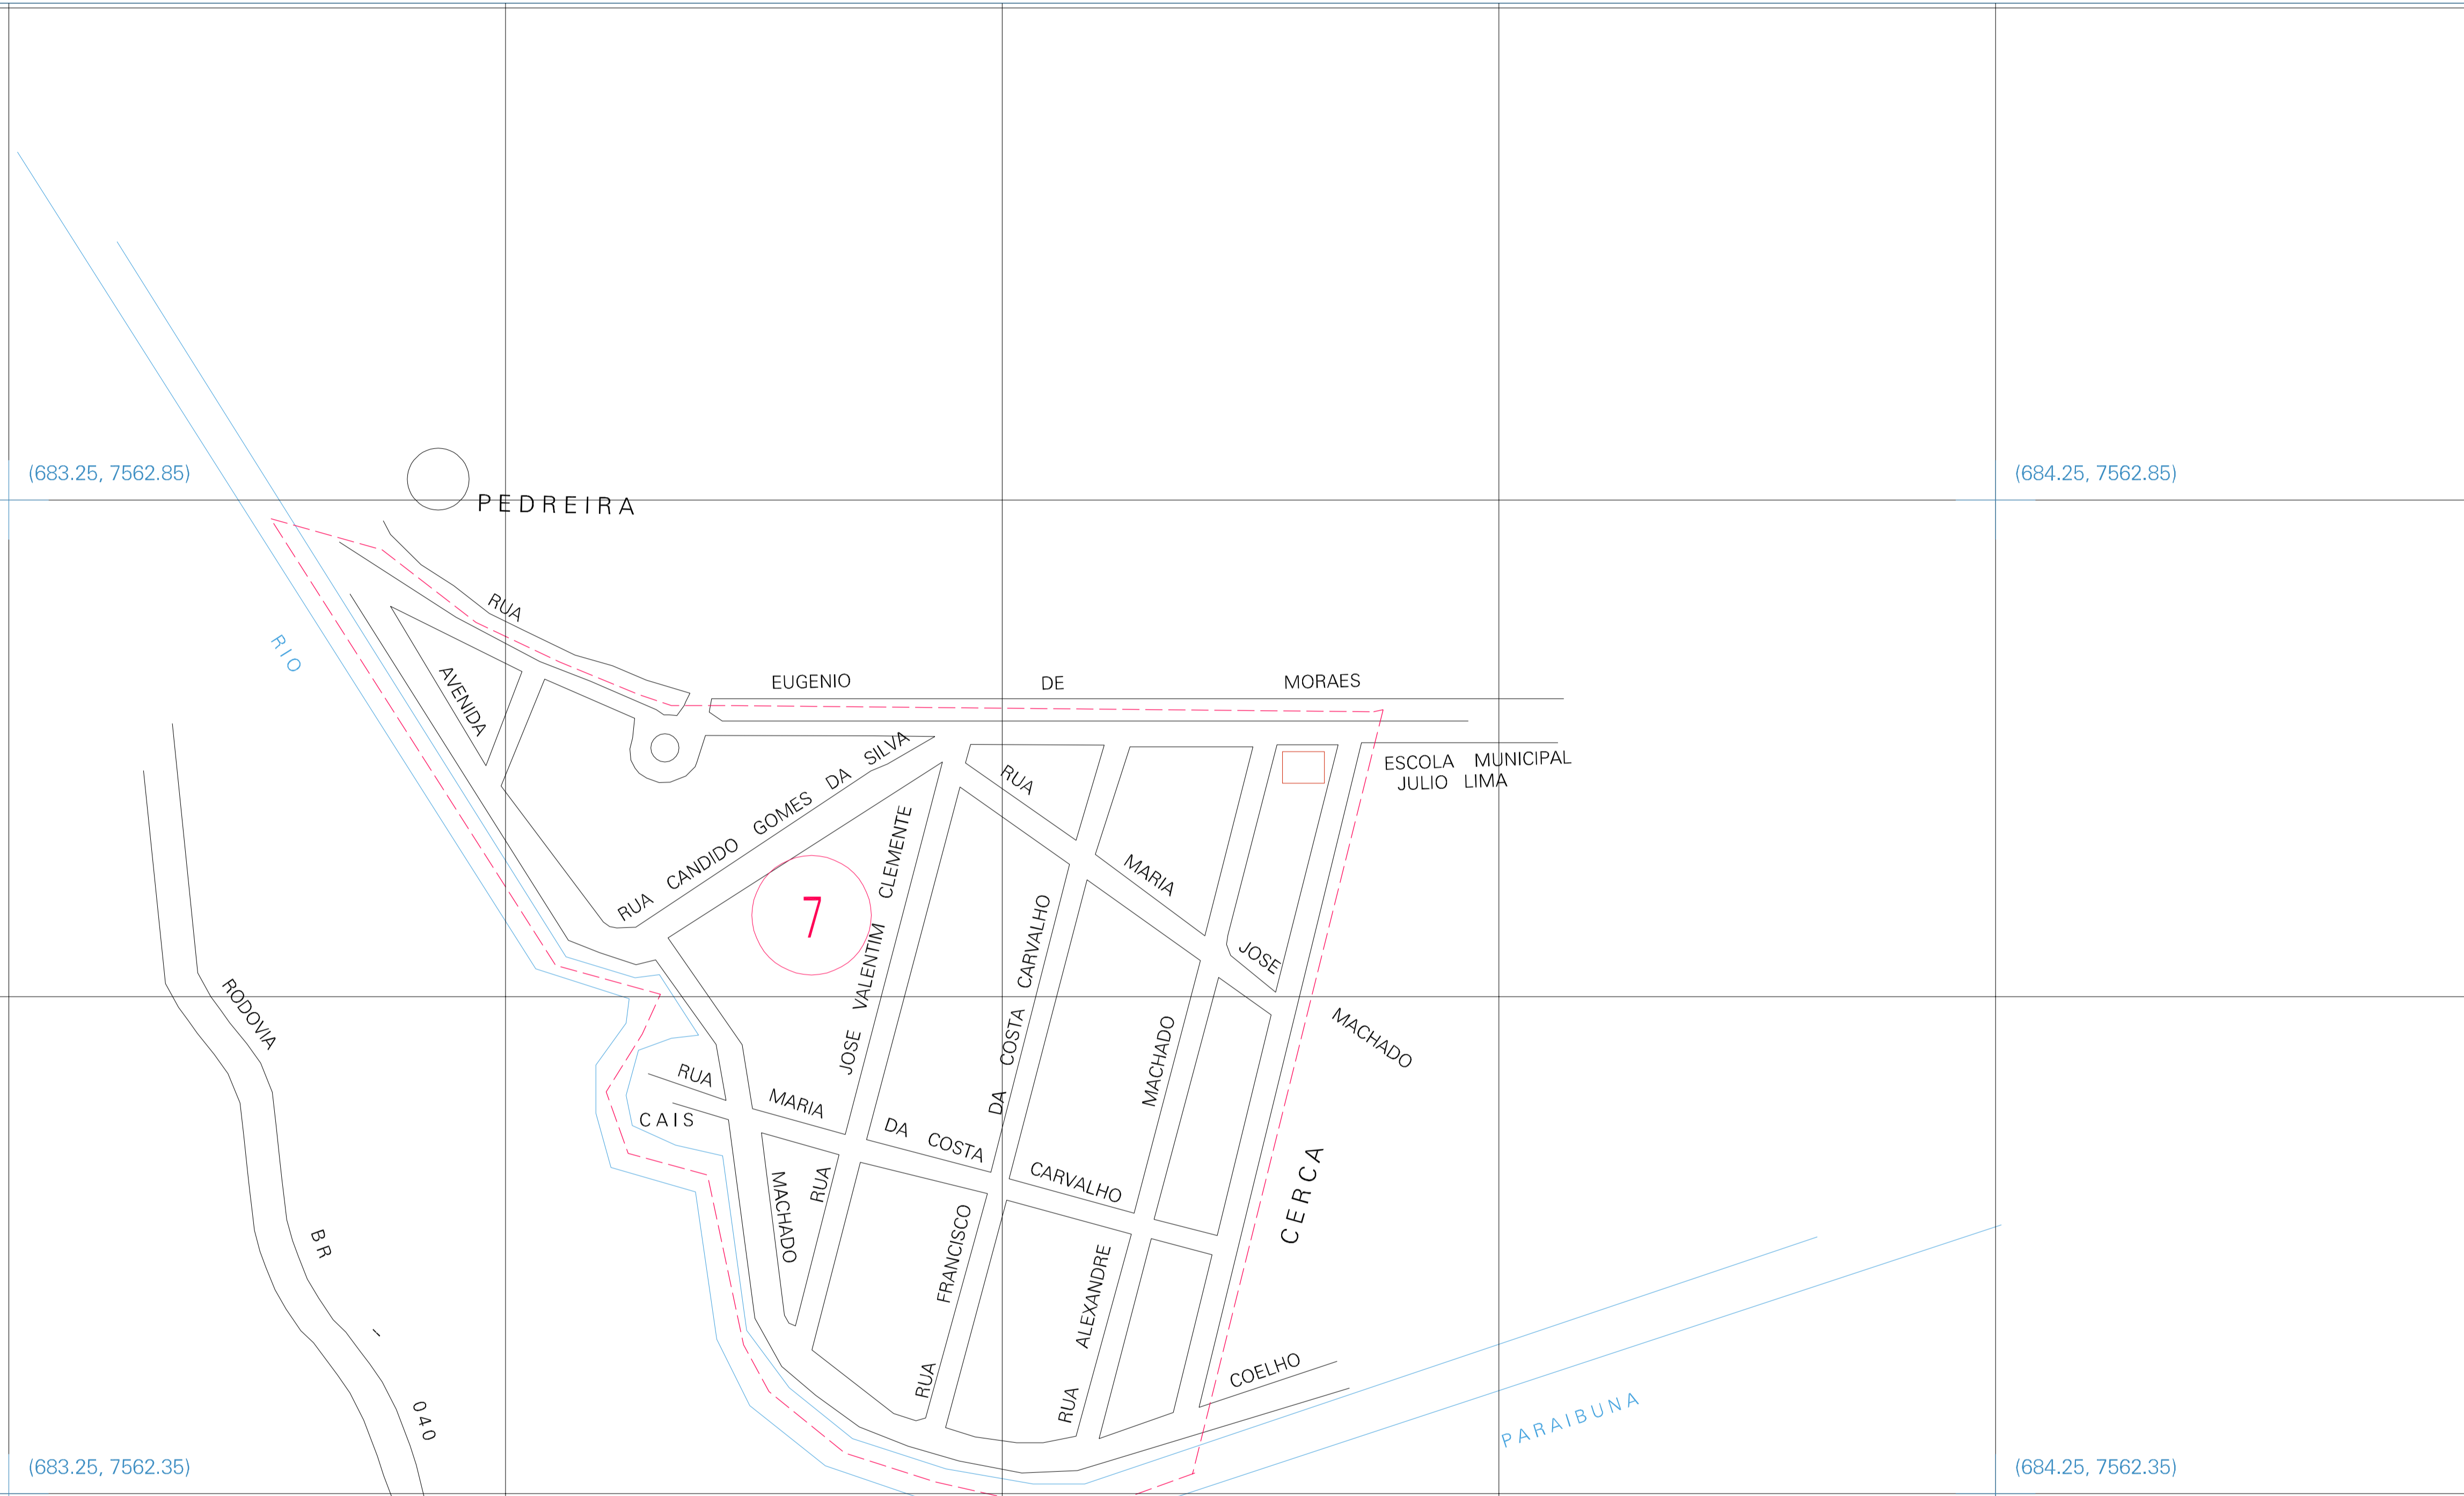 (683.25, 7562.85)
(684.25, 7562.85)
PEDREIRA
RUA
EUGENIO DE MORAES
RIO
AVENIDA
RUA CANDIDO GOMES DA SILVA
ESCOLA MUNICIPAL
JULIO LIMA
RUA MARIA JOSE MACHADO
7
RUA JOSE VALENTIM CLEMENTE
RUA FRANCISCO DA COSTA CARVALHO
RUA ALEXANDRE MACHADO
RODOVIA
BR - 040
RUA MARIA DA COSTA CARVALHO
CAIS
MACHADO
CERCA
COELHO
PARAIBUNA
(683.25, 7562.35)
(684.25, 7562.35)